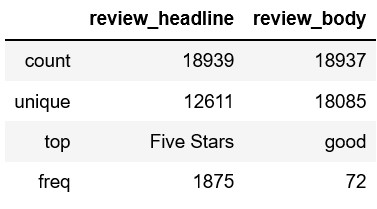 review_headline review_body
count 18939 18937
unique 12611 18085
top Five Stars good
freq 1875 72